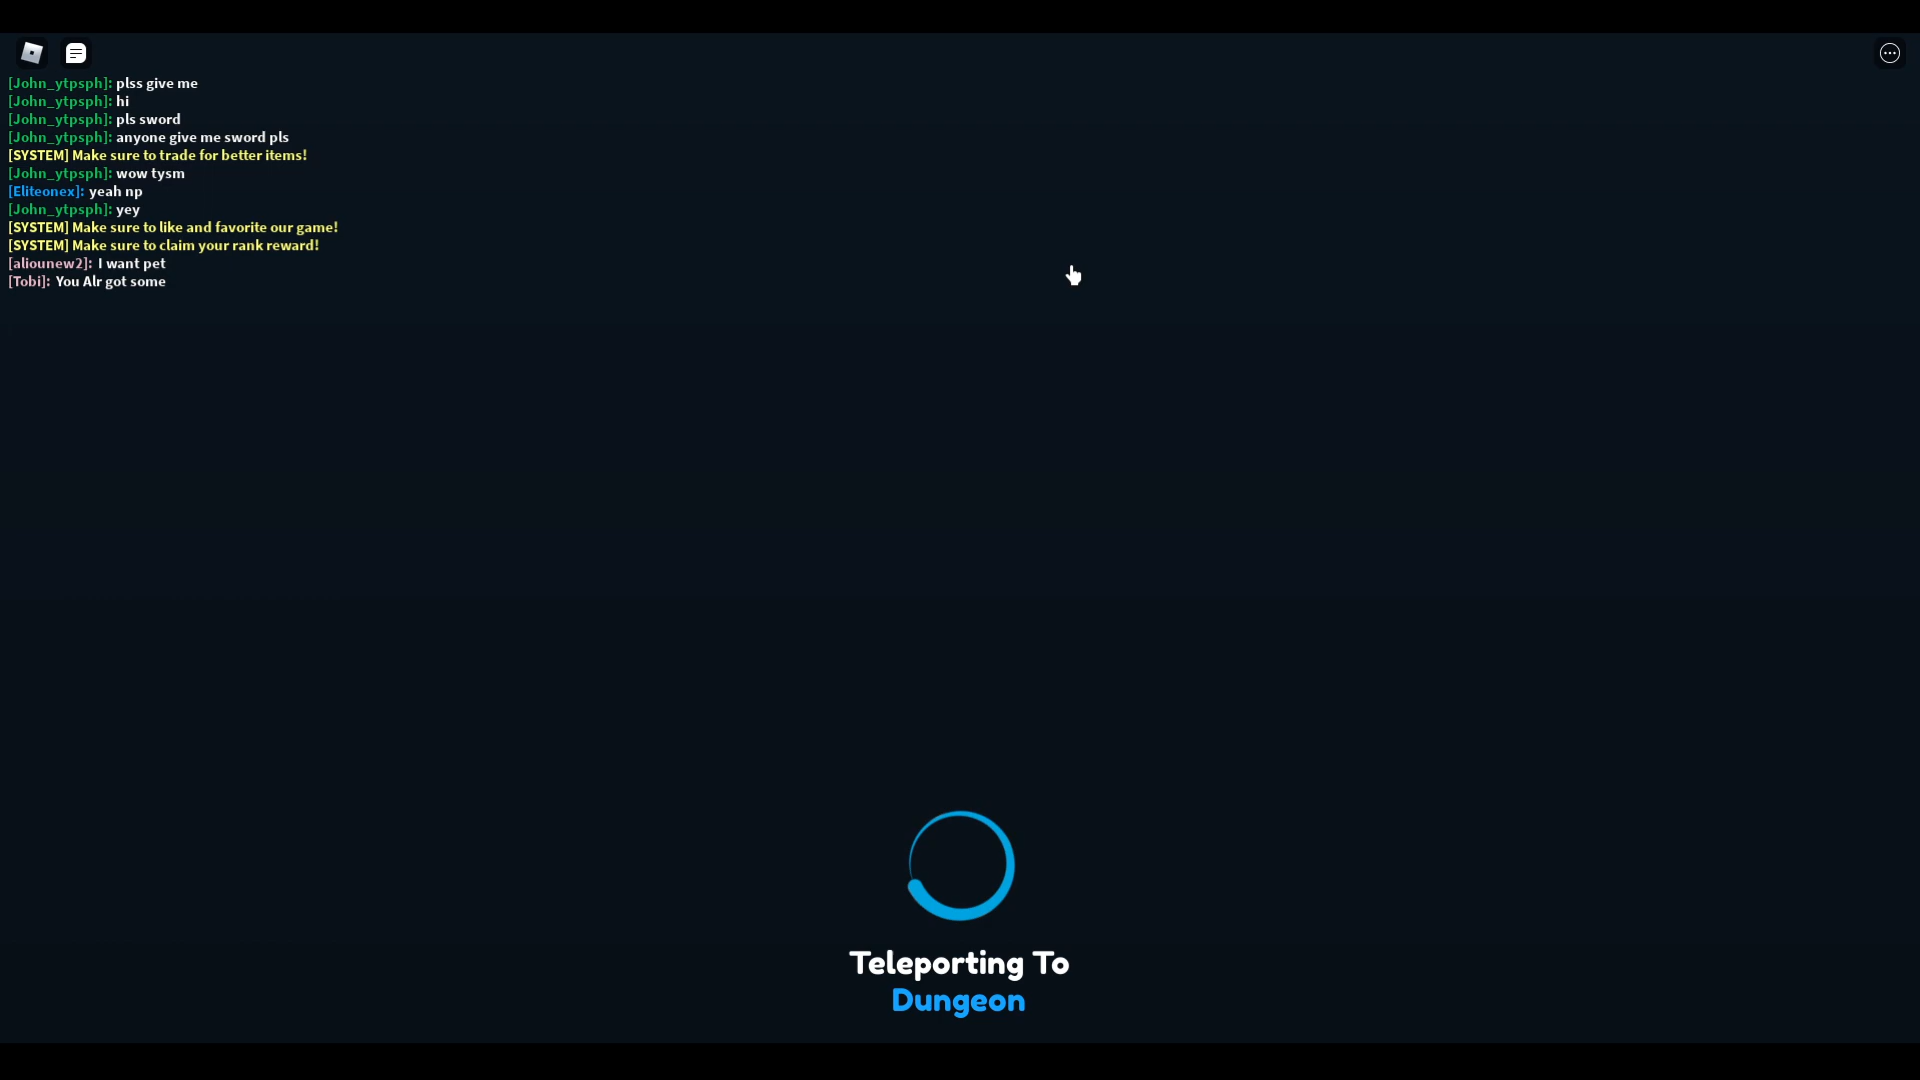 [John_ytpsph]: plss give me
[John_ytpsph]: hi
[John_ytpsph]: pls sword
[John_ytpsph]: anyone give me sword pls
[SYSTEM] Make sure to trade for better items!
[John_ytpsph]: wow tysm
[Eliteonex]: yeah np
[John_ytpsph]: yey
[SYSTEM] Make sure to like and favorite our game!
[SYSTEM] Make sure to claim your rank reward!
[aliounew2]: I want pet
[Tobi]: You Alr got some
Teleporting To
Dungeon